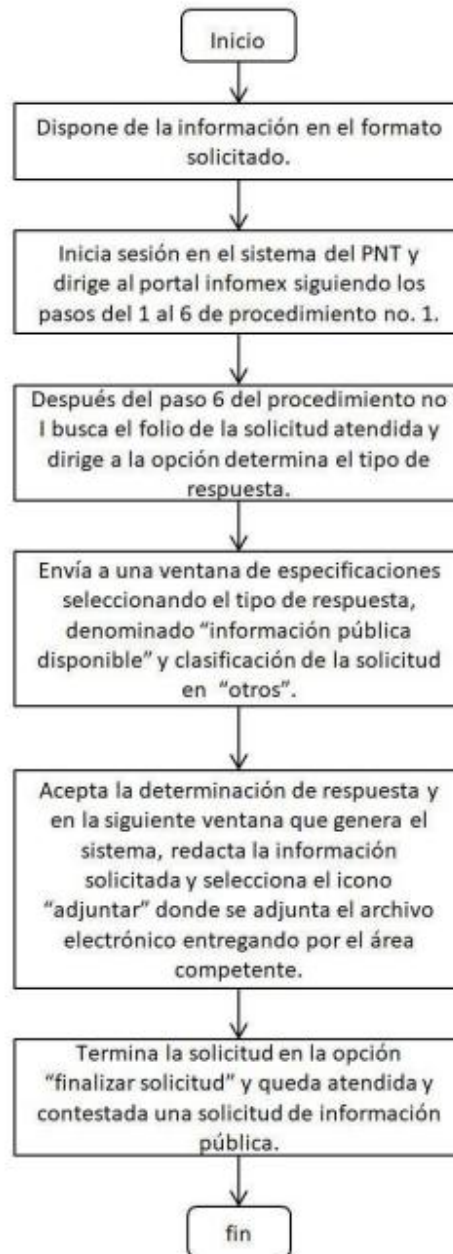 Inicio
Dispone de la información en el formato
solicitado.
Inicia sesión en el sistema del PNT y
dirige al portal infomex siguiendo los
pasos del 1 al 6 de procedimiento no. 1.
Después del paso 6 del procedimiento no
I busca el folio de la solicitud atendida y
dirige a la opción determina el tipo de
respuesta.
Envía a una ventana de especificaciones
seleccionando el tipo de respuesta,
denominado “información pública
disponible” y clasificación de la solicitud
en “otros”.
Acepta la determinación de respuesta y
en la siguiente ventana que genera el
sistema, redacta la información
solicitada y selecciona el icono
“adjuntar” donde se adjunta el archivo
electrónico entregando por el área
competente.
Termina la solicitud en la opción
“finalizar solicitud” y queda atendida y
contestada una solicitud de información
pública.
fin